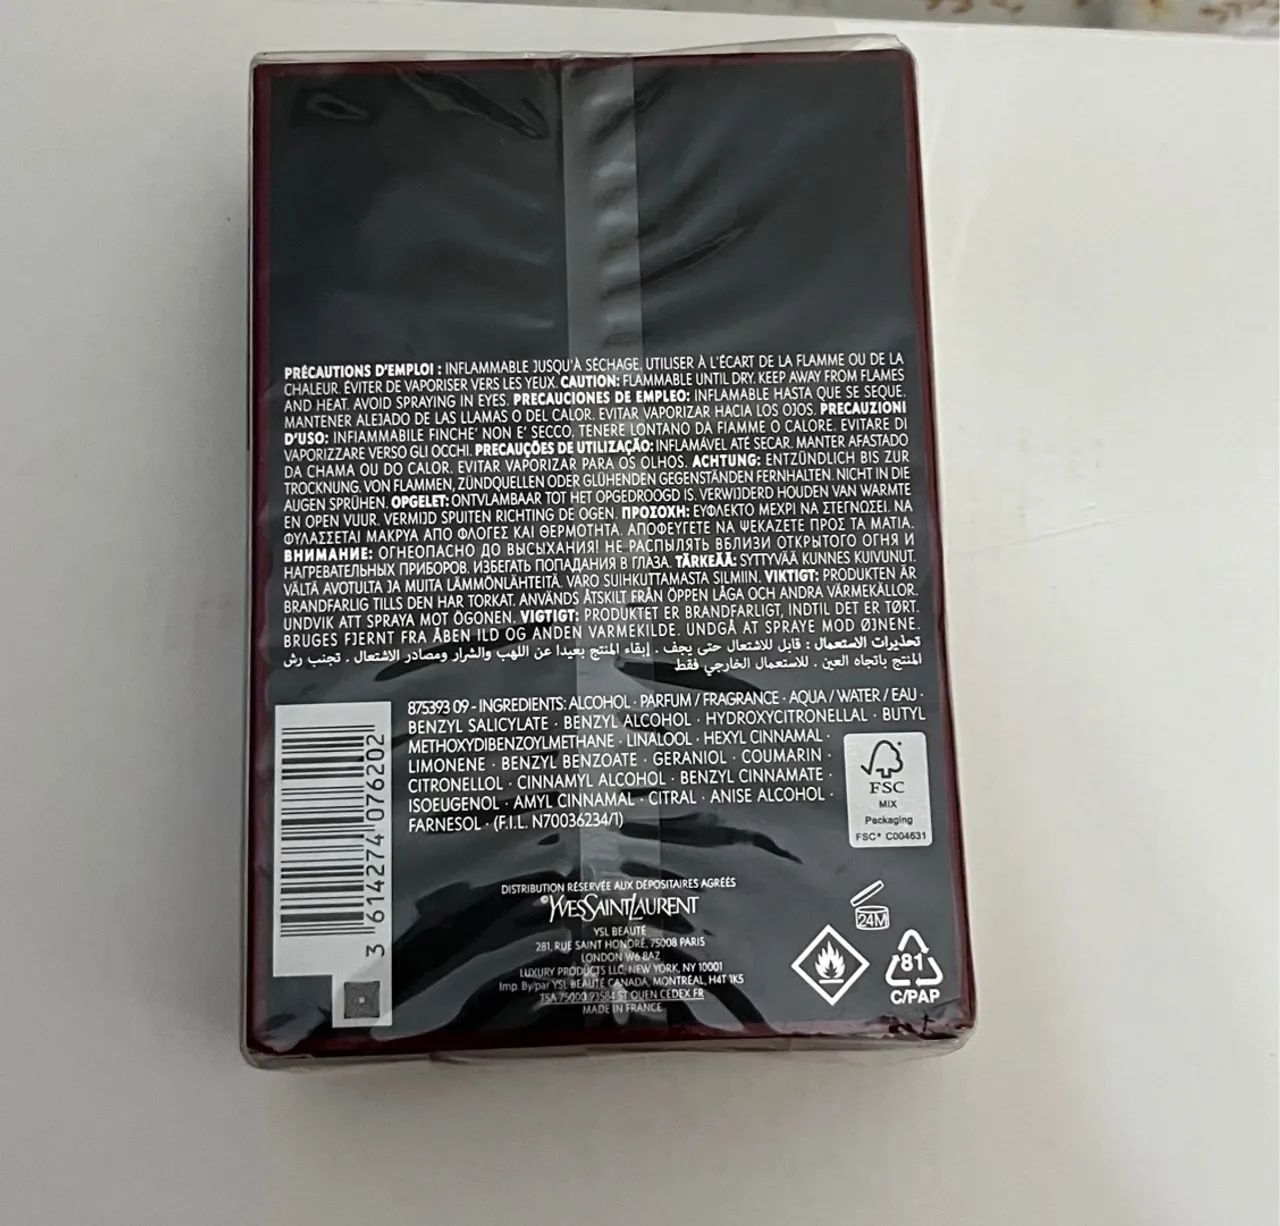 PRÉCAUTIONS D'EMPLOI : INFLAMMABLE JUSQU'À SÉCHAGE. UTILISER À L'ÉCART DE LA FLAMME OU DE LA
CHALEUR. ÉVITER DE VAPORISER VERS LES YEUX. CAUTION: FLAMMABLE UNTIL DRY. KEEP AWAY FROM FLAMES
AND HEAT. AVOID SPRAYING IN EYES. PRECAUCIONES DE EMPLEO: INFLAMABLE HASTA QUE SE SEQUE.
MANTENER ALEJADO DE LAS LLAMAS O DEL CALOR. EVITAR VAPORIZAR HACIA LOS OJOS. PRECAUZIONI
D'USO: INFIAMMABILE FINCHE' NON E' SECCO. TENERE LONTANO DA FIAMME O CALORE. EVITARE DI
VAPORIZZARE VERSO GLI OCCHI. PRECAUÇÕES DE UTILIZAÇÃO: INFLAMÁVEL ATÉ SECAR. MANTER AFASTADO
DA CHAMA OU DO CALOR. EVITAR VAPORIZAR PARA OS OLHOS. ACHTUNG: ENTZÜNDLICH BIS ZUR
TROCKNUNG. VON FLAMMEN, ZÜNDQUELLEN ODER GLÜHENDEN GEGENSTÄNDEN FERNHALTEN. NICHT IN DIE
AUGEN SPRÜHEN. OPGELET: ONTVLAMBAAR TOT HET OPGEDROOGD IS. VERWIJDERD HOUDEN VAN WARMTE
EN OPEN VUUR. VERMIJD SPUITEN RICHTING DE OGEN. ΠΡΟΣΟΧΗ: ΕΥΦΛΕΚΤΟ ΜΕΧΡΙ ΝΑ ΣΤΕΓΝΩΣΕΙ. ΝΑ
ΦΥΛΑΣΣΕΤΑΙ ΜΑΚΡΥΑ ΑΠΟ ΦΛΟΓΕΣ ΚΑΙ ΘΕΡΜΟΤΗΤΑ. ΑΠΟΦΕΥΓΕΤΕ ΝΑ ΨΕΚΑΖΕΤΕ ΠΡΟΣ ΤΑ ΜΑΤΙΑ.
ВНИМАНИЕ: ОГНЕОПАСНО ДО ВЫСЫХАНИЯ! НЕ РАСПЫЛЯТЬ ВБЛИЗИ ОТКРЫТОГО ОГНЯ И
НАГРЕВАТЕЛЬНЫХ ПРИБОРОВ. ИЗБЕГАТЬ ПОПАДАНИЯ В ГЛАЗА. TÄRKEÄÄ: SYTTYVÄÄ KUNNES KUIVUNUT.
VÄLTÄ AVOTULTA JA MUITA LÄMMÖNLÄHTEITÄ. VARO SUIHKUTTAMASTA SILMIIN. VIKTIGT: PRODUKTEN ÄR
BRANDFARLIG TILLS DEN HAR TORKAT. ANVÄNDS ÅTSKILT FRÅN ÖPPEN LÅGA OCH ANDRA VÄRMEKÄLLOR.
UNDVIK ATT SPRAYA MOT ÖGONEN. VIGTIGT: PRODUKTET ER BRANDFARLIGT, INDTIL DET ER TØRT.
BRUGES FJERNT FRA ÅBEN ILD OG ANDEN VARMEKILDE. UNDGÅ AT SPRAYE MOD ØJNENE.
تحذيرات الاستعمال : قابل للاشتعال حتى يجف . إبقاء المنتج بعيدا عن اللهب والشرار ومصادر الاشتعال . تجنب رش
المنتج باتجاه العين . للاستعمال الخارجي فقط
875393 09 - INGREDIENTS: ALCOHOL · PARFUM / FRAGRANCE · AQUA / WATER / EAU ·
BENZYL SALICYLATE · BENZYL ALCOHOL · HYDROXYCITRONELLAL · BUTYL
METHOXYDIBENZOYLMETHANE · LINALOOL · HEXYL CINNAMAL ·
LIMONENE · BENZYL BENZOATE · GERANIOL · COUMARIN ·
CITRONELLOL · CINNAMYL ALCOHOL · BENZYL CINNAMATE ·
ISOEUGENOL · AMYL CINNAMAL · CITRAL · ANISE ALCOHOL ·
FARNESOL · (F.I.L. N70036234/1)
3 614274 076202
FSC
MIX
Packaging
FSC® C004631
DISTRIBUTION RÉSERVÉE AUX DÉPOSITAIRES AGRÉÉS
©YVESSAINTLAURENT
YSL BEAUTÉ
281, RUE SAINT HONORÉ, 75008 PARIS
LONDON W6 8AZ
LUXURY PRODUCTS LLC, NEW YORK, NY 10001
Imp. By/par YSL BEAUTÉ CANADA, MONTRÉAL, H4T 1K5
TSA 75000 93584 ST OUEN CEDEX FR
MADE IN FRANCE
24M
81
C/PAP